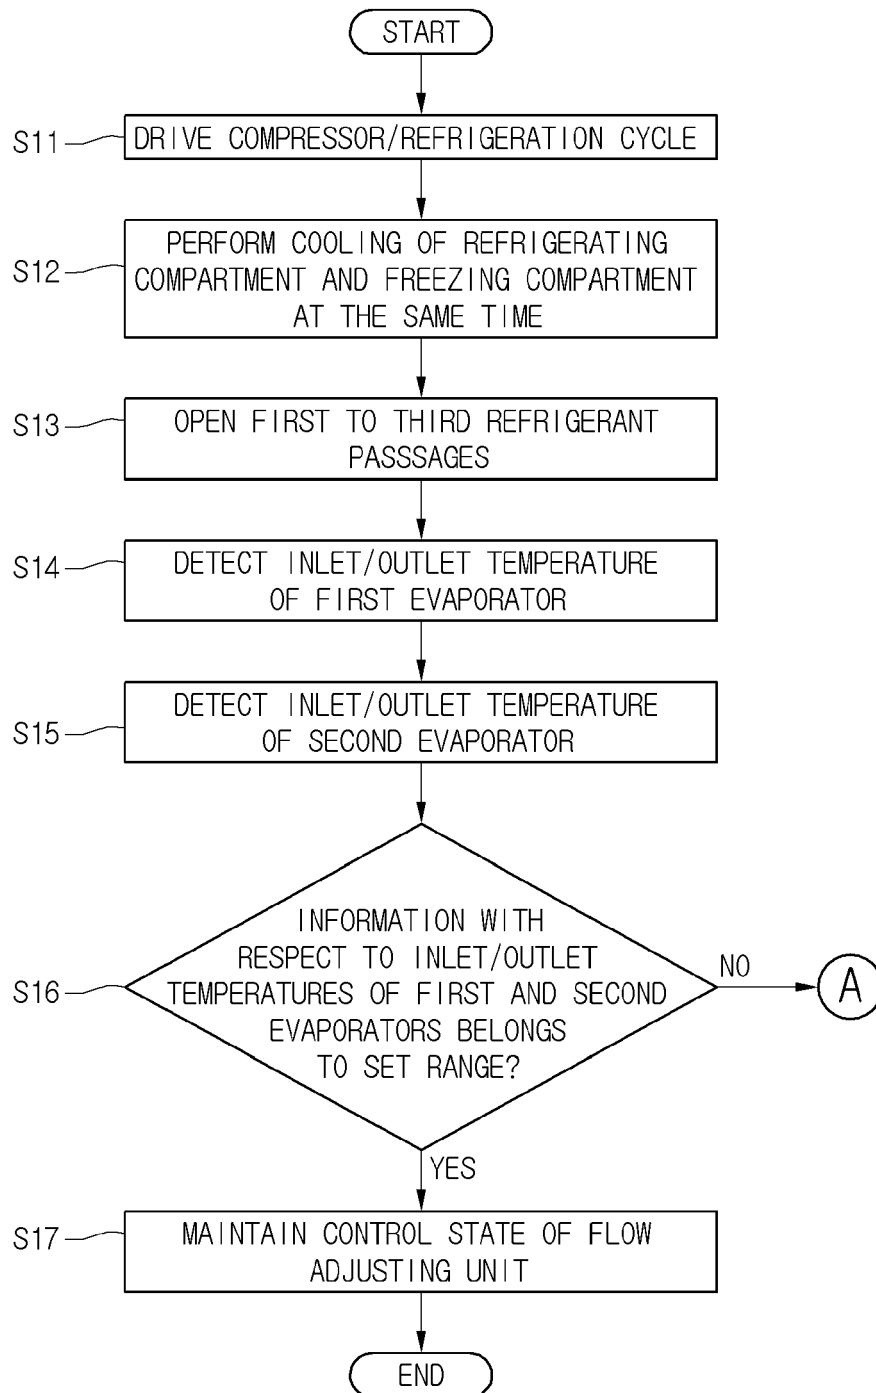 START
S11
DRIVE COMPRESSOR/REFRIGERATION CYCLE
S12
PERFORM COOLING OF REFRIGERATING
COMPARTMENT AND FREEZING COMPARTMENT
AT THE SAME TIME
S13
OPEN FIRST TO THIRD REFRIGERANT
PASSSAGES
S14
DETECT INLET/OUTLET TEMPERATURE
OF FIRST EVAPORATOR
S15
DETECT INLET/OUTLET TEMPERATURE
OF SECOND EVAPORATOR
S16
INFORMATION WITH
RESPECT TO INLET/OUTLET
TEMPERATURES OF FIRST AND SECOND
EVAPORATORS BELONGS
TO SET RANGE?
NO
A
YES
S17
MAINTAIN CONTROL STATE OF FLOW
ADJUSTING UNIT
END